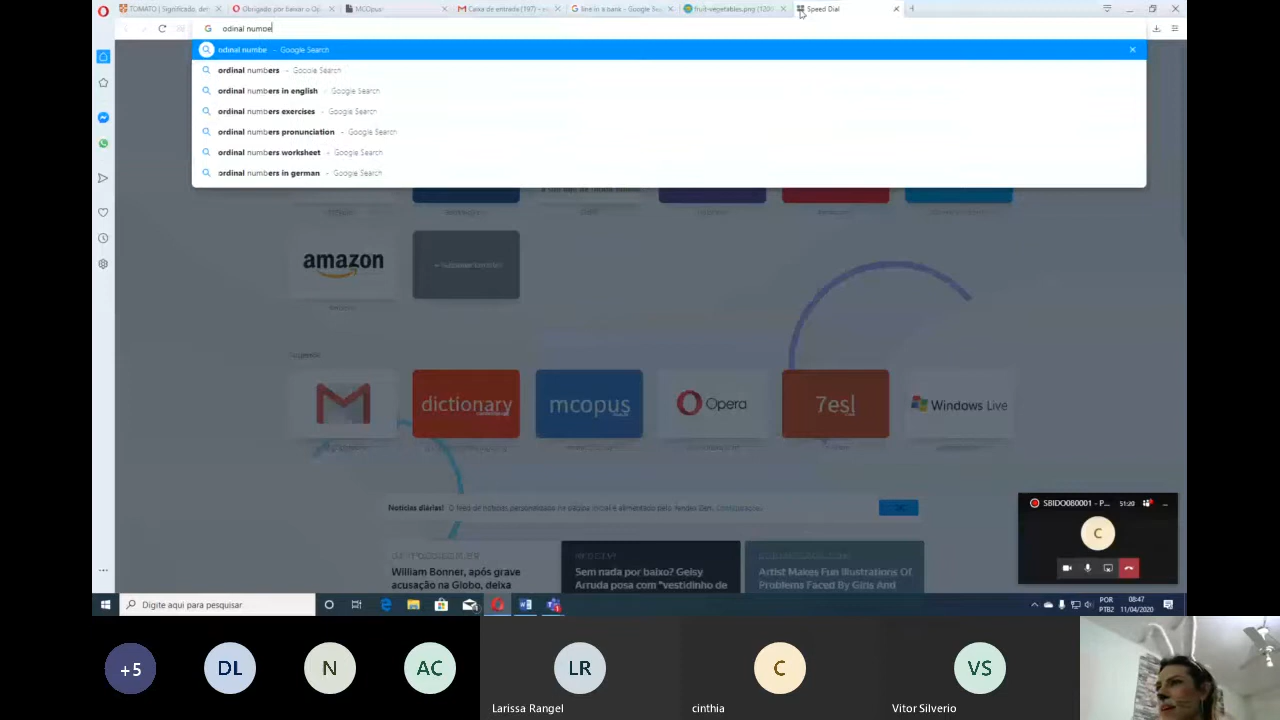 TOMATO | Significado, def
Obrigado por baixar o Op
MCOpus
Caixa de entrada (197) -
line in a bank - Google Se
fruit-vegetables.png (1200
Speed Dial
odinal numbe
odinal numbe - Google Search
ordinal numbers - Google Search
ordinal numbers in english - Google Search
ordinal numbers exercises - Google Search
ordinal numbers pronunciation - Google Search
ordinal numbers worksheet - Google Search
ordinal numbers in german - Google Search
amazon
dictionary
mcopus
Opera
7esl
Windows Live
Notícias diárias!
William Bonner, após grave
acusação na Globo, deixa
Sem nada por baixo? Geisy
Arruda posa com "vestidinho de
Artist Makes Fun Illustrations Of
Problems Faced By Girls And
SBIDO080001 - P... 51:20
C
Digite aqui para pesquisar
POR
PTB2
08:47
11/04/2020
+5
DL
N
AC
LR
C
VS
Larissa Rangel
cinthia
Vitor Silverio